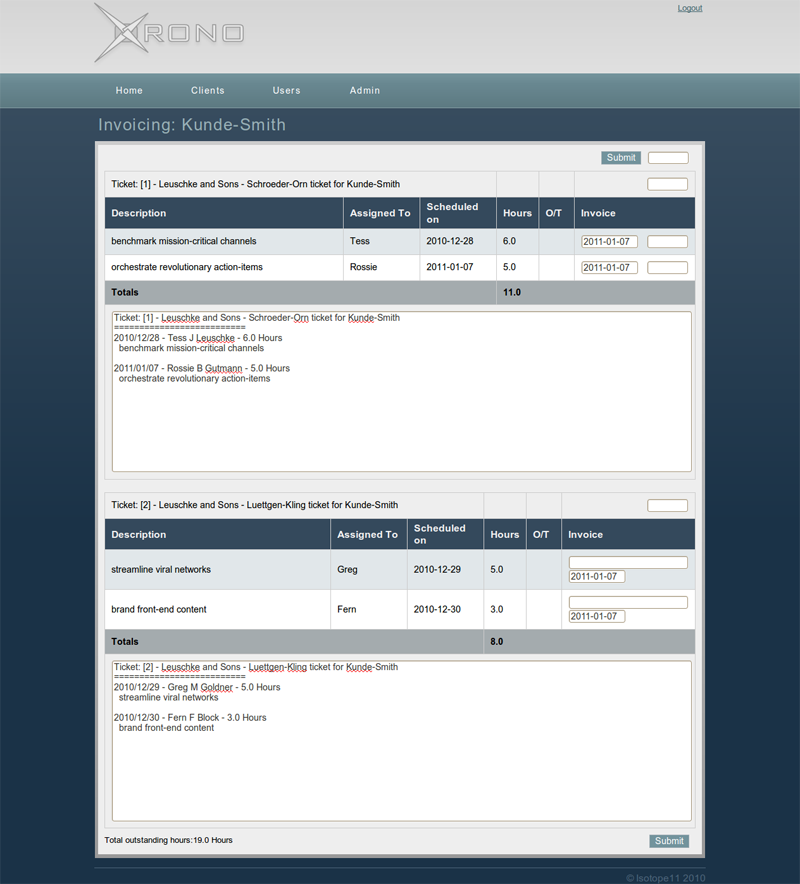 Logout
XRONO
Home Clients Users Admin
Invoicing: Kunde-Smith
Submit
Ticket: [1] - Leuschke and Sons - Schroeder-Orn ticket for Kunde-Smith
Description Assigned To Scheduled on Hours O/T Invoice
benchmark mission-critical channels Tess 2010-12-28 6.0 2011-01-07
orchestrate revolutionary action-items Rossie 2011-01-07 5.0 2011-01-07
Totals 11.0
Ticket: [1] - Leuschke and Sons - Schroeder-Orn ticket for Kunde-Smith
==========================
2010/12/28 - Tess J Leuschke - 6.0 Hours
benchmark mission-critical channels
2011/01/07 - Rossie B Gutmann - 5.0 Hours
orchestrate revolutionary action-items
Ticket: [2] - Leuschke and Sons - Luettgen-Kling ticket for Kunde-Smith
Description Assigned To Scheduled on Hours O/T Invoice
streamline viral networks Greg 2010-12-29 5.0 2011-01-07
brand front-end content Fern 2010-12-30 3.0 2011-01-07
Totals 8.0
Ticket: [2] - Leuschke and Sons - Luettgen-Kling ticket for Kunde-Smith
==========================
2010/12/29 - Greg M Goldner - 5.0 Hours
streamline viral networks
2010/12/30 - Fern F Block - 3.0 Hours
brand front-end content
Total outstanding hours:19.0 Hours Submit
© Isotope11 2010